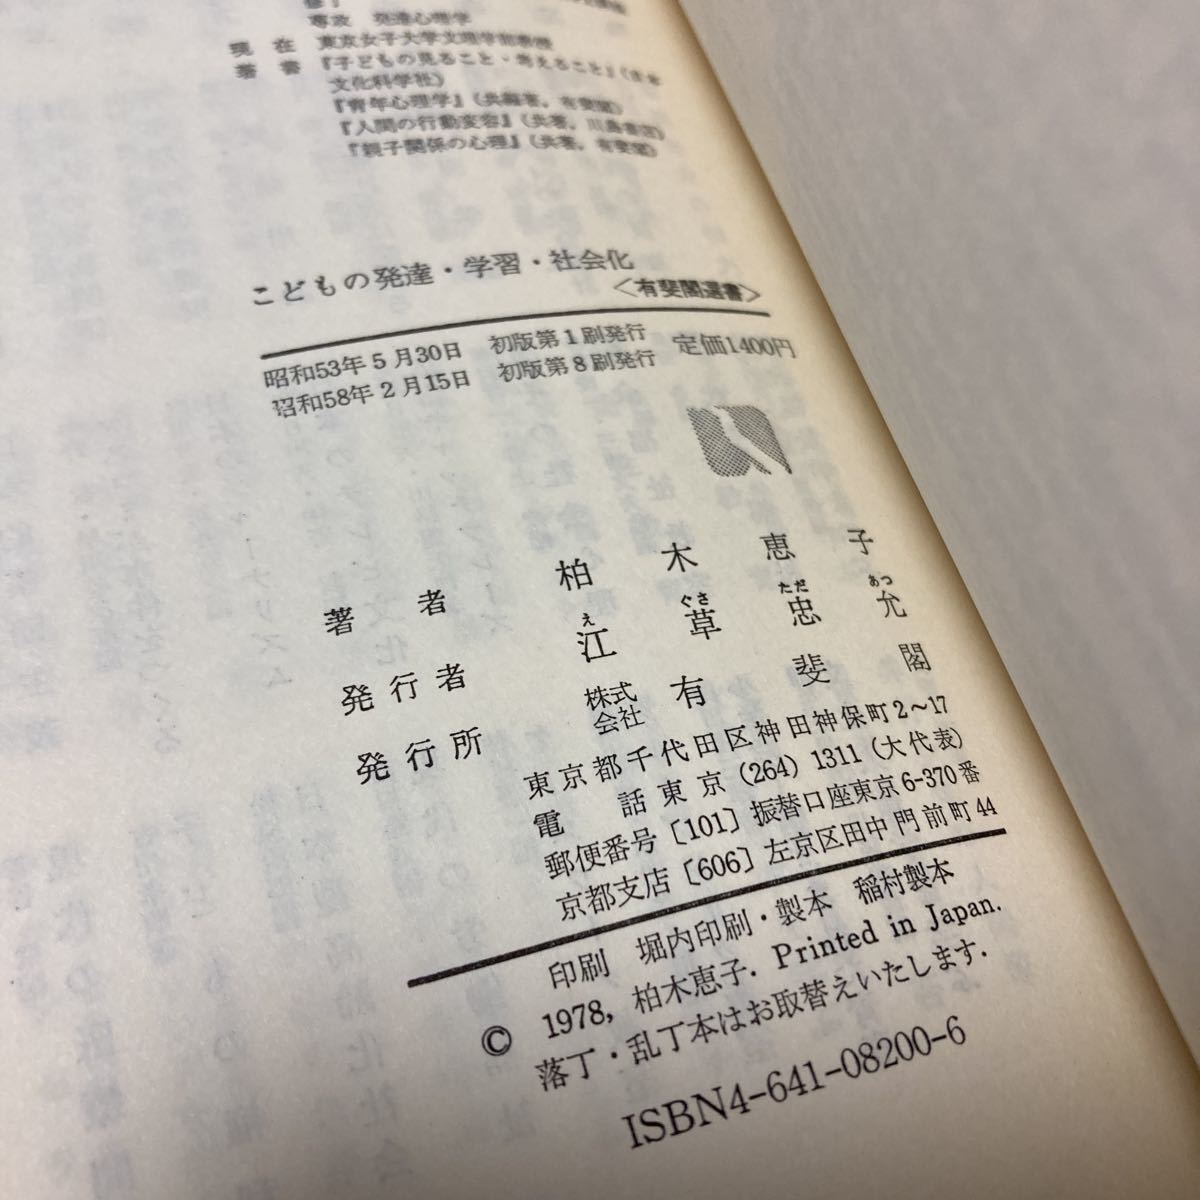 修了
専攻 発達心理学
現在 東京女子大学文理学部教授
著書 『子どもの見ること・考えること』(日本
文化科学社)
『青年心理学』(共編著,有斐閣)
『人間の行動変容』(共著,川島書店)
『親子関係の心理』(共著,有斐閣)
こどもの発達・学習・社会化
〈有斐閣選書〉
昭和53年5月30日 初版第1刷発行 定価1400円
昭和58年2月15日 初版第8刷発行
著者 柏木恵子
え ぐさ ただ あつ
発行者 江草忠允
発行所 株式会社 有斐閣
東京都千代田区神田神保町2~17
電話東京(264)1311(大代表)
郵便番号〔101〕振替口座東京6-370番
京都支店〔606〕左京区田中門前町44
印刷 堀内印刷・製本 稲村製本
© 1978, 柏木恵子. Printed in Japan.
落丁・乱丁本はお取替えいたします.
ISBN4-641-08200-6